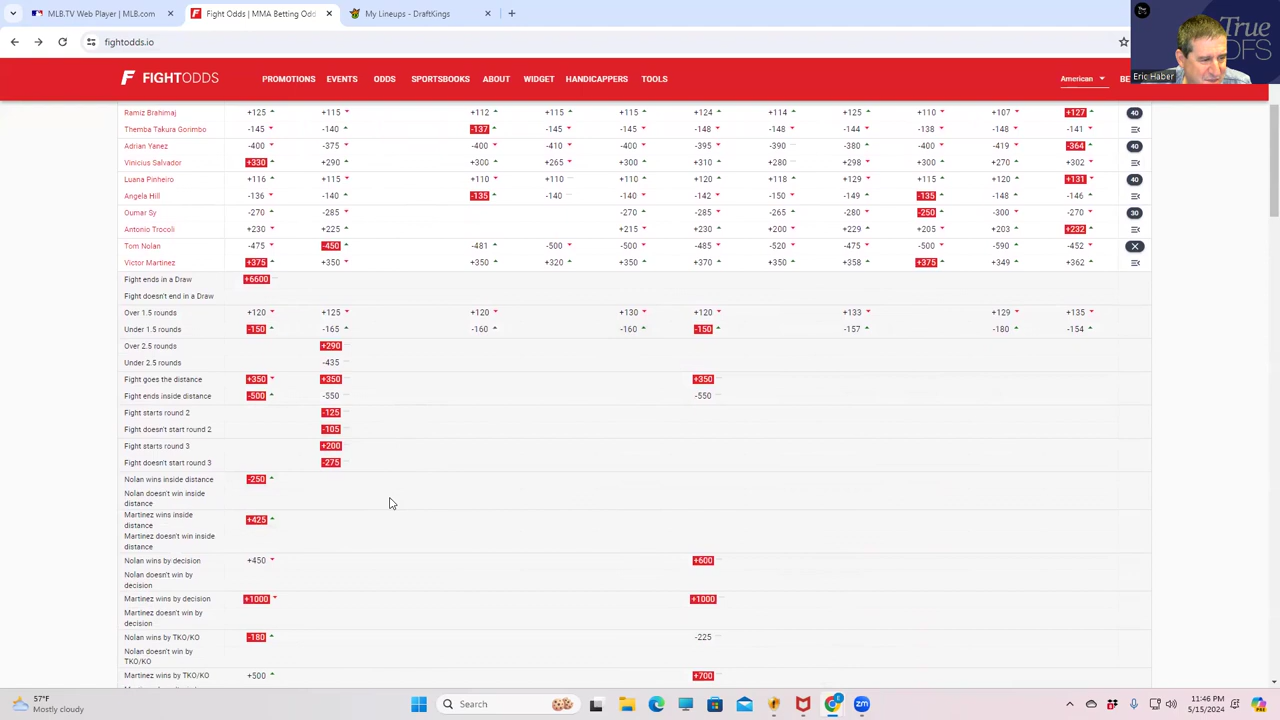 MLB.TV Web Player | MLB.com
Fight Odds | MMA Betting Odd
My Lineups - DraftKings
True
DFS
Eric Haber
fightodds.io
FIGHTODDS
PROMOTIONS EVENTS ODDS SPORTSBOOKS ABOUT WIDGET HANDICAPPERS TOOLS American BE
Ramiz Brahimaj +125 +115 +112 +115 +115 +124 +114 +125 +110 +107 +127 40
Themba Takura Gorimbo -145 -140 -137 -145 -145 -148 -148 -144 -138 -148 -141
Adrian Yanez -400 -375 -400 -410 -400 -395 -390 -380 -400 -419 -364 40
Vinicius Salvador +330 +290 +300 +265 +300 +310 +280 +298 +300 +270 +302
Luana Pinheiro +116 +115 +110 +110 +110 +120 +118 +129 +115 +120 +131 40
Angela Hill -136 -140 -135 -140 -140 -142 -150 -149 -135 -148 -146
Oumar Sy -270 -285 -270 -285 -265 -280 -250 -300 -270 30
Antonio Trocoli +230 +225 +215 +230 +200 +229 +205 +203 +232
Tom Nolan -475 -450 -481 -500 -500 -485 -520 -475 -500 -590 -452
Victor Martinez +375 +350 +350 +320 +350 +370 +350 +358 +375 +349 +362
Fight ends in a Draw +6600
Fight doesn't end in a Draw
Over 1.5 rounds +120 +125 +120 +130 +120 +133 +129 +135
Under 1.5 rounds -150 -165 -160 -160 -150 -157 -180 -154
Over 2.5 rounds +290
Under 2.5 rounds -435
Fight goes the distance +350 +350 +350
Fight ends inside distance -500 -550 -550
Fight starts round 2 -125
Fight doesn't start round 2 -105
Fight starts round 3 +200
Fight doesn't start round 3 -275
Nolan wins inside distance -250
Nolan doesn't win inside
distance
Martinez wins inside
distance +425
Martinez doesn't win inside
distance
Nolan wins by decision +450 +600
Nolan doesn't win by
decision
Martinez wins by decision +1000 +1000
Martinez doesn't win by
decision
Nolan wins by TKO/KO -180 -225
Nolan doesn't win by
TKO/KO
Martinez wins by TKO/KO +500 +700
57°F
Mostly cloudy
Search
11:46 PM
5/15/2024